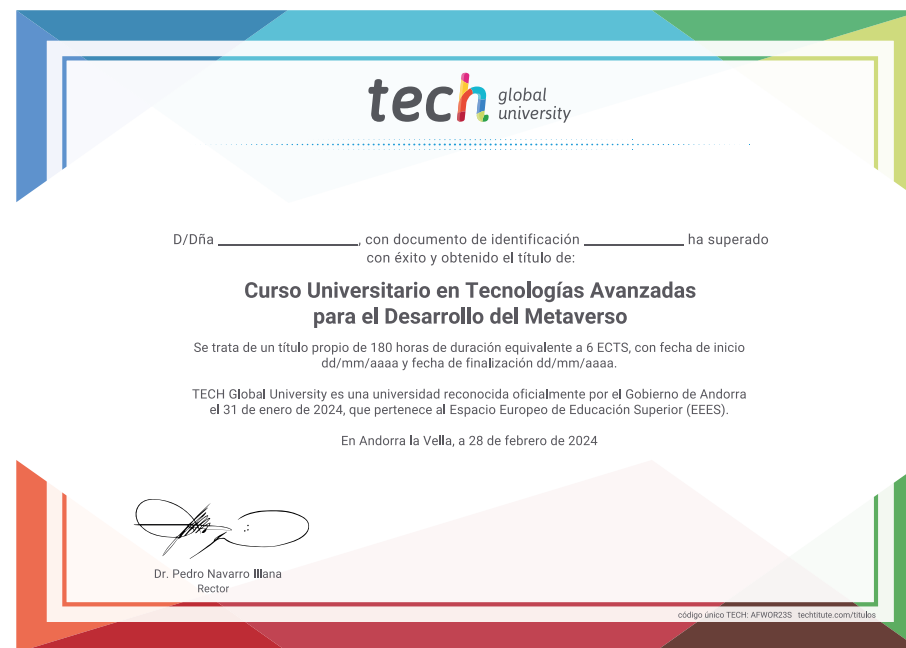 tech global university
D/Dña ____________________, con documento de identificación ______________ ha superado
con éxito y obtenido el título de:
Curso Universitario en Tecnologías Avanzadas
para el Desarrollo del Metaverso
Se trata de un título propio de 180 horas de duración equivalente a 6 ECTS, con fecha de inicio
dd/mm/aaaa y fecha de finalización dd/mm/aaaa.
TECH Global University es una universidad reconocida oficialmente por el Gobierno de Andorra
el 31 de enero de 2024, que pertenece al Espacio Europeo de Educación Superior (EEES).
En Andorra la Vella, a 28 de febrero de 2024
Dr. Pedro Navarro Illana
Rector
código único TECH: AFWOR23S techtitute.com/titulos